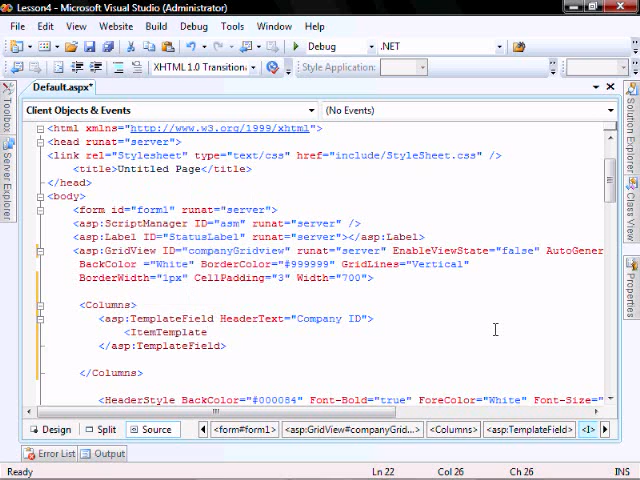 Lesson4 - Microsoft Visual Studio (Administrator)
File Edit View Website Build Debug Tools Window Help
Debug .NET
XHTML 1.0 Transition Style Application:
Default.aspx*
Client Objects & Events (No Events)
<html xmlns="http://www.w3.org/1999/xhtml">
<head runat="server">
<link rel="Stylesheet" type="text/css" href="include/StyleSheet.css" />
<title>Untitled Page</title>
</head>
<body>
<form id="form1" runat="server">
<asp:ScriptManager ID="asm" runat="server" />
<asp:Label ID="StatusLabel" runat="server"></asp:Label>
<asp:GridView ID="companyGridview" runat="server" EnableViewState="false" AutoGener
BackColor ="White" BorderColor="#999999" GridLines="Vertical"
BorderWidth="1px" CellPadding="3" Width="700">
<Columns>
<asp:TemplateField HeaderText="Company ID">
<ItemTemplate
</asp:TemplateField>
</Columns>
<HeaderStyle BackColor="#000084" Font-Bold="true" ForeColor="White" Font-Size="
Design Split Source <form#form1> <asp:GridView#companyGrid...> <Columns> <asp:TemplateField> <I>
Error List Output
Ready Ln 22 Col 26 Ch 26 INS
Toolbox
Server Explorer
Solution Explorer
Class View
Properties